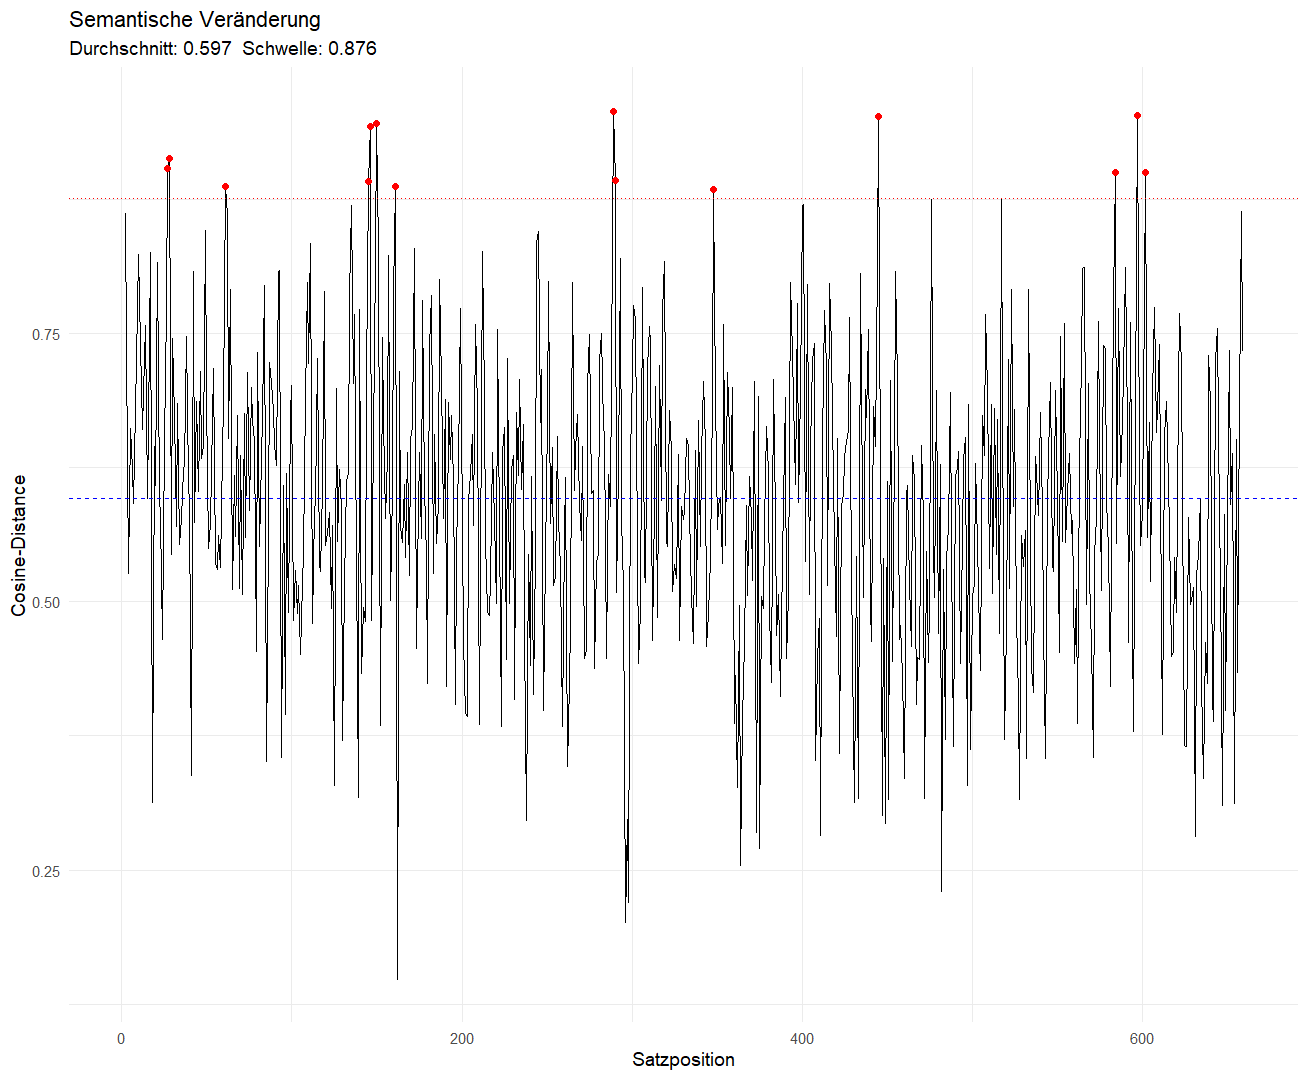 Semantische Veränderung
Durchschnitt: 0.597  Schwelle: 0.876
Cosine-Distance
0.75
0.50
0.25
0
200
400
600
Satzposition